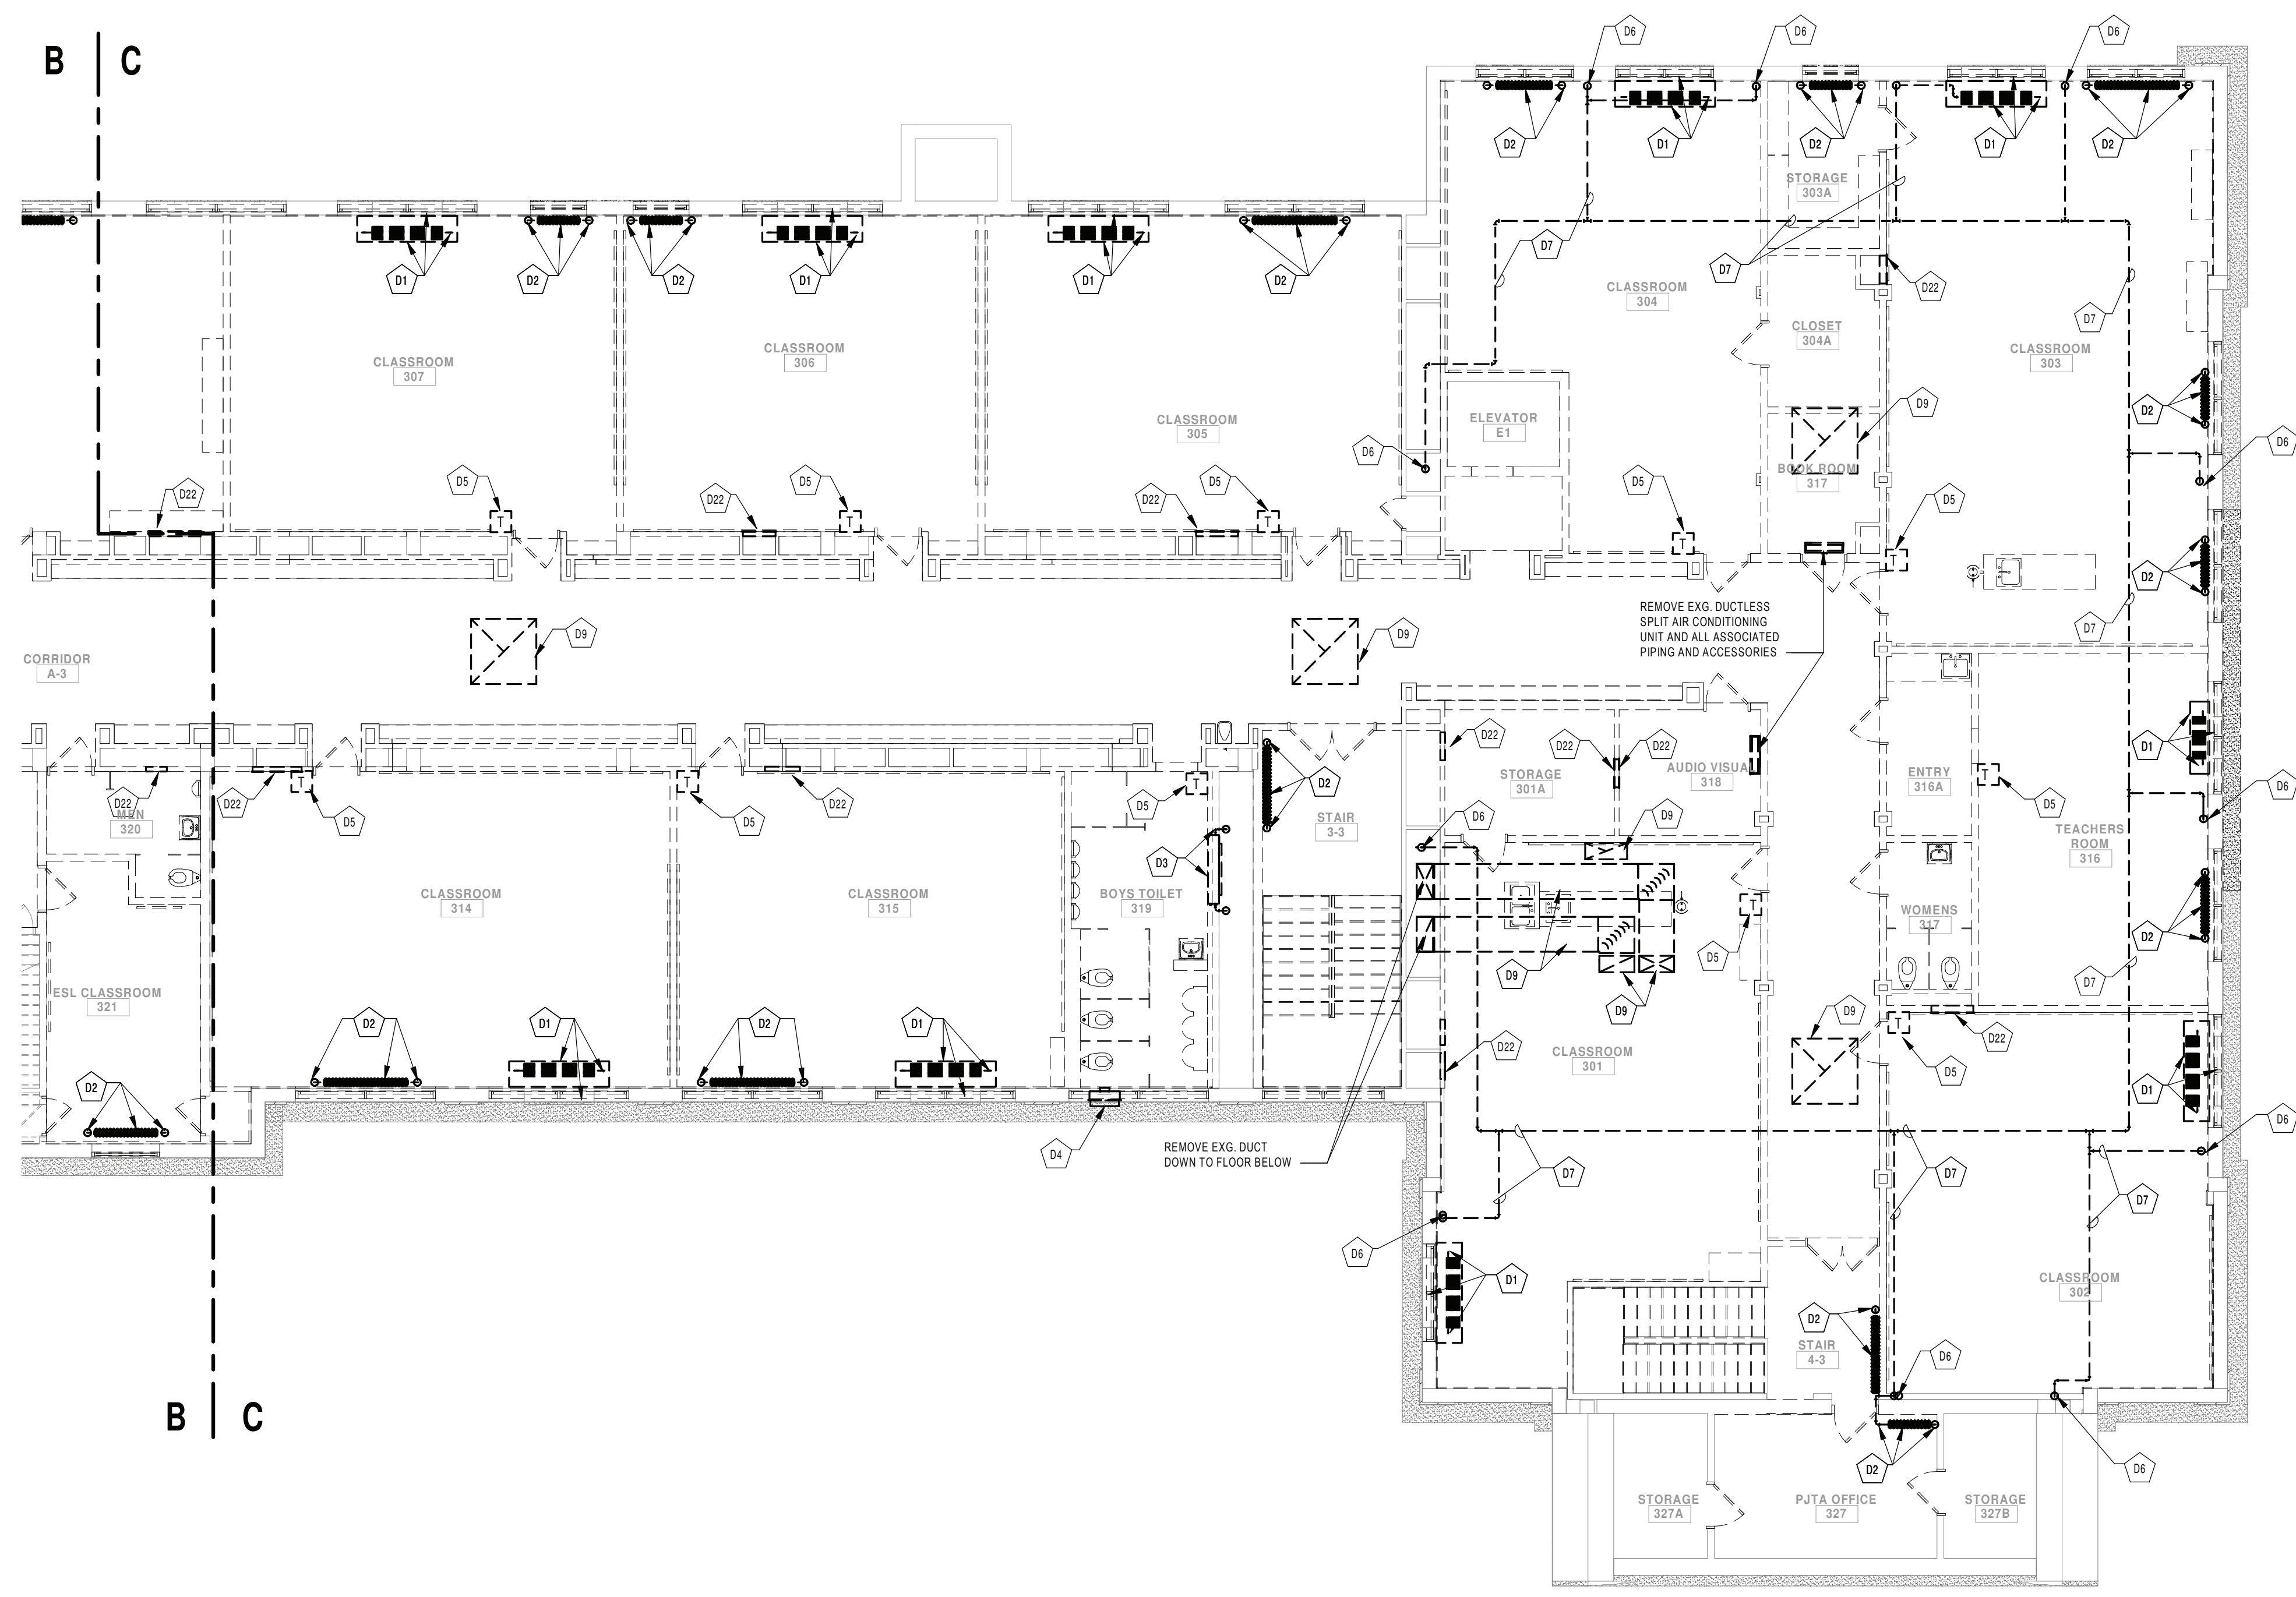 B C
D6
D6
D6
D2
D1
D2
D1
D2
STORAGE
303A
D1
D2
D2
D1
D1
D2
D7
D7
D22
D7
CLASSROOM
304
CLOSET
304A
CLASSROOM
303
CLASSROOM
307
CLASSROOM
306
CLASSROOM
305
ELEVATOR
E1
D9
D2
D6
D6
BOOK ROOM
317
D22
D5
T
D22
D5
T
D22
D5
T
D5
T
D5
T
D2
REMOVE EXG. DUCTLESS
SPLIT AIR CONDITIONING
UNIT AND ALL ASSOCIATED
PIPING AND ACCESSORIES
D7
CORRIDOR
A-3
D9
D9
D22
D22
D22
D1
STORAGE
301A
AUDIO VISUA
318
ENTRY
316A
T
D5
D6
D22
MEN
320
D22
T
D5
T
D5
D22
D5
T
D2
STAIR
3-3
D6
D9
TEACHERS
ROOM
316
D3
CLASSROOM
314
CLASSROOM
315
BOYS TOILET
319
T
D5
WOMENS
317
D2
D9
D9
D7
ESL CLASSROOM
321
D2
D1
D2
D1
D22
CLASSROOM
301
D9
T
D5
D22
D1
D2
D4
REMOVE EXG. DUCT
DOWN TO FLOOR BELOW
D6
D7
D7
D7
D6
D1
CLASSROOM
302
D2
STAIR
4-3
D6
B C
D2
D6
STORAGE
327A
PJTA OFFICE
327
STORAGE
327B